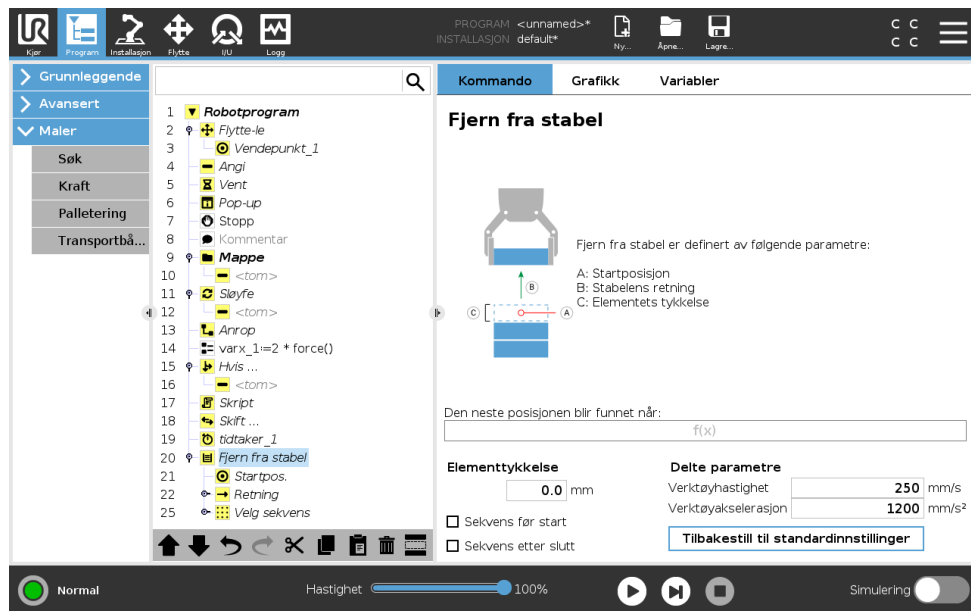 PROGRAM <unnamed>*
INSTALLASJON default*
Kjør Program Installasjon Flytte I/U Logg Ny... Åpne... Lagre...
C C
C C
Grunnleggende
Avansert
Maler
Søk
Kraft
Palletering
Transportbå...
1 Robotprogram
2 Flytte-le
3 Vendepunkt_1
4 Angi
5 Vent
6 Pop-up
7 Stopp
8 Kommentar
9 Mappe
10 <tom>
11 Sløyfe
12 <tom>
13 Anrop
14 varx_1:=2 * force()
15 Hvis ...
16 <tom>
17 Skript
18 Skift ...
19 tidtaker_1
20 Fjern fra stabel
21 Startpos.
22 Retning
25 Velg sekvens
Kommando Grafikk Variabler
Fjern fra stabel
B
C A
Fjern fra stabel er definert av følgende parametre:
A: Startposisjon
B: Stabelens retning
C: Elementets tykkelse
Den neste posisjonen blir funnet når:
f(x)
Elementtykkelse
0.0 mm
Sekvens før start
Sekvens etter slutt
Delte parametre
Verktøyhastighet 250 mm/s
Verktøyakselerasjon 1200 mm/s²
Tilbakestill til standardinnstillinger
Normal Hastighet 100% Simulering